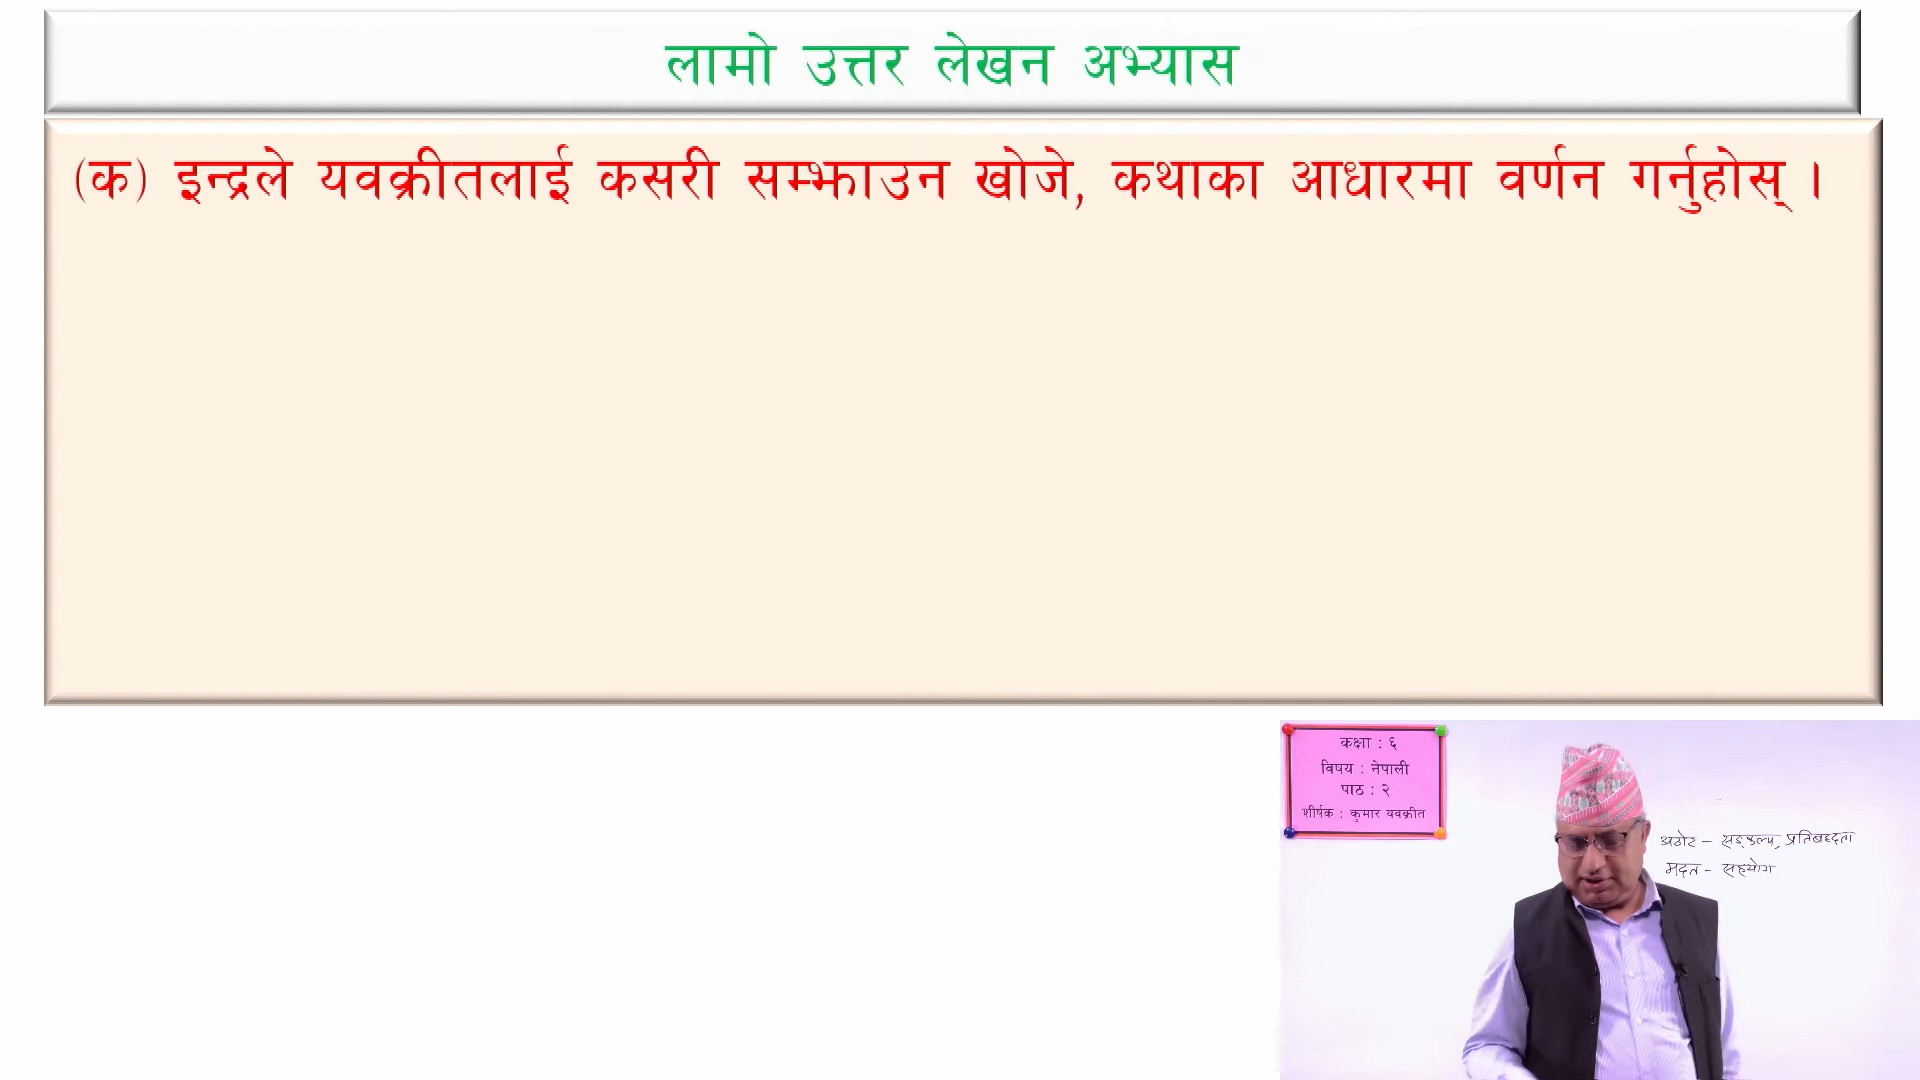 लामो उत्तर लेखन अभ्यास
(क) इन्द्रले यवक्रीतलाई कसरी सम्झाउन खोजे, कथाका आधारमा वर्णन गर्नुहोस् ।
कक्षा : ६
विषय : नेपाली
पाठ : २
शीर्षक : कुमार यवक्रीत
अठोट - सङ्कल्प, प्रतिबद्धता
मद्दत - सहयोग